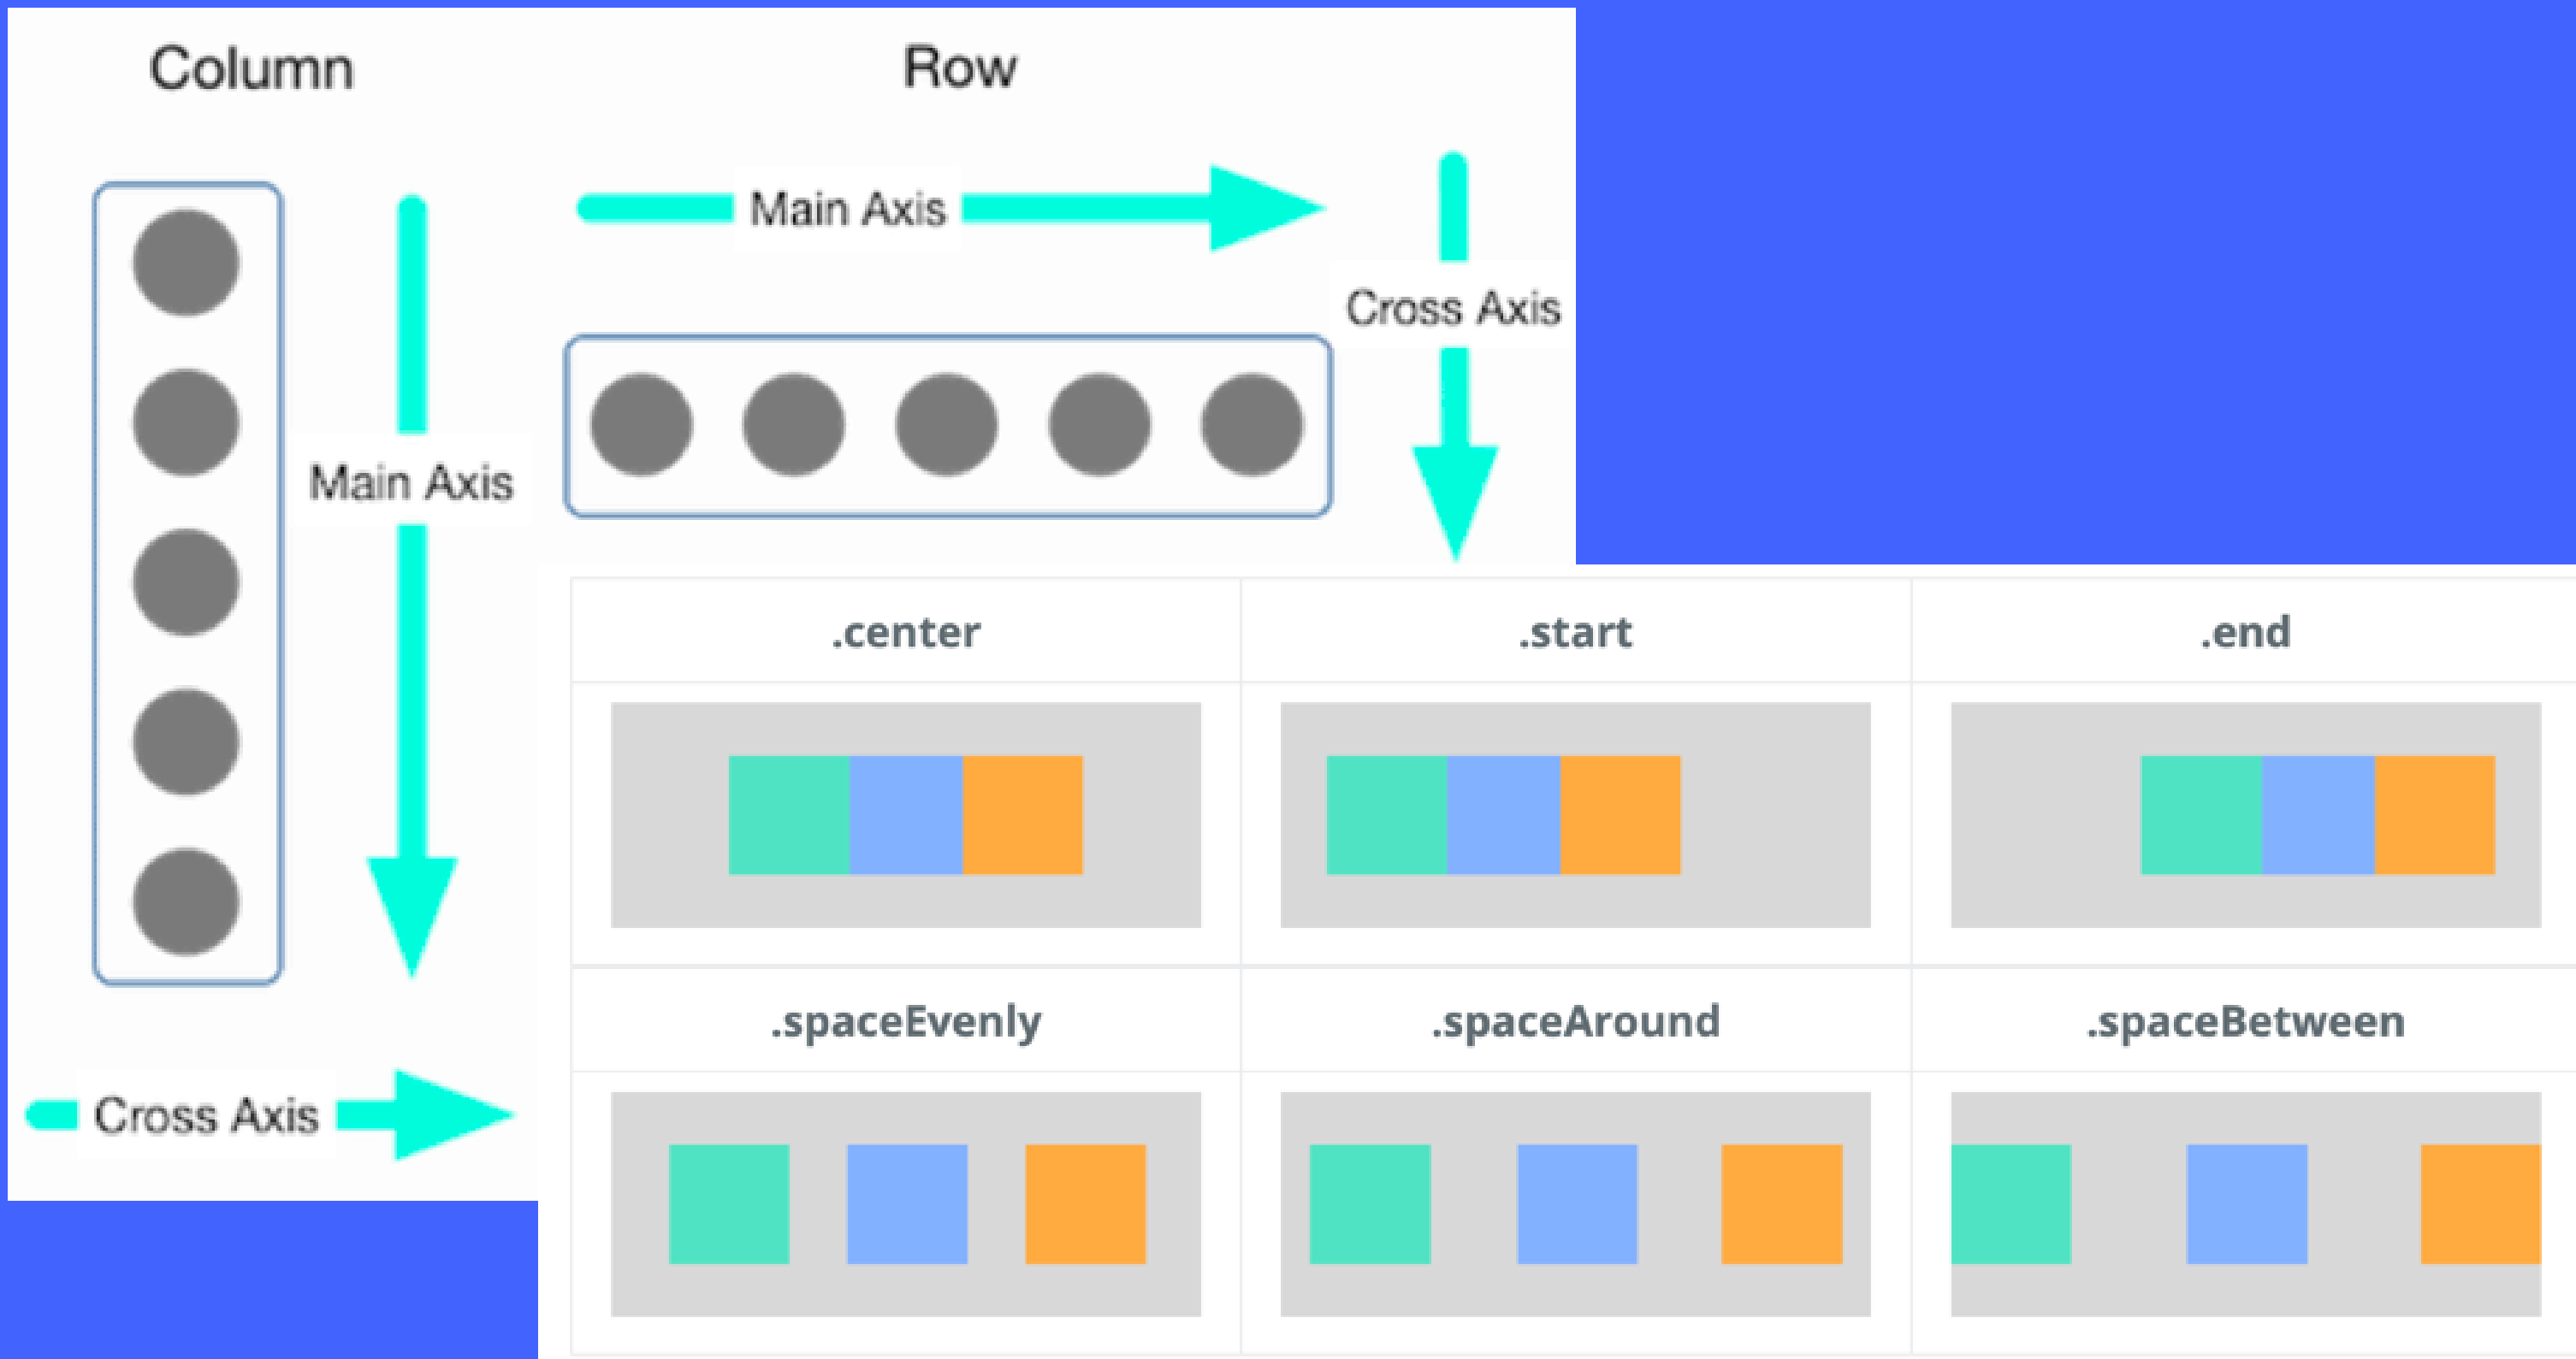 Column
Row
Main Axis
Cross Axis
Main Axis
Cross Axis
.center
.start
.end
.spaceEvenly
.spaceAround
.spaceBetween